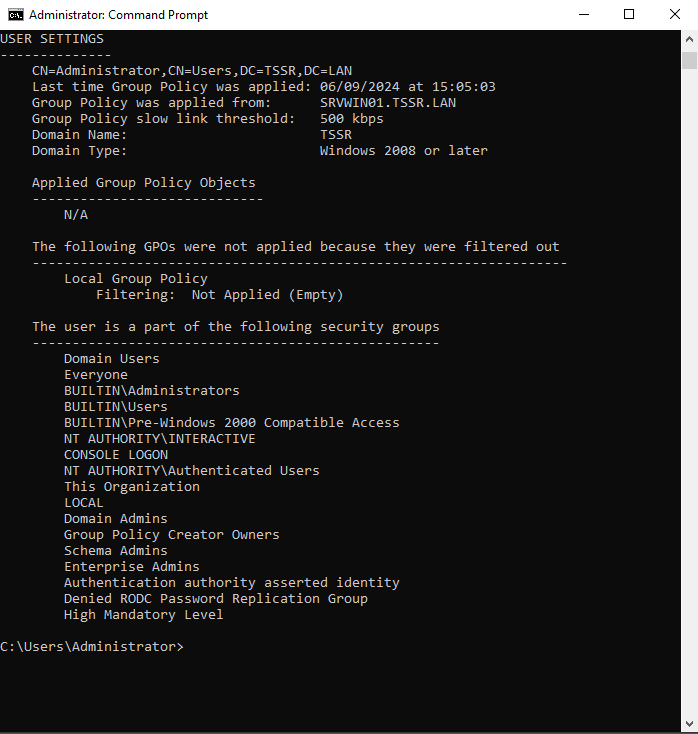 Administrator: Command Prompt
USER SETTINGS
--------------
CN=Administrator,CN=Users,DC=TSSR,DC=LAN
Last time Group Policy was applied: 06/09/2024 at 15:05:03
Group Policy was applied from:      SRVWIN01.TSSR.LAN
Group Policy slow link threshold:   500 kbps
Domain Name:                        TSSR
Domain Type:                        Windows 2008 or later
Applied Group Policy Objects
-----------------------------
N/A
The following GPOs were not applied because they were filtered out
-------------------------------------------------------------------
Local Group Policy
Filtering:  Not Applied (Empty)
The user is a part of the following security groups
---------------------------------------------------
Domain Users
Everyone
BUILTIN\Administrators
BUILTIN\Users
BUILTIN\Pre-Windows 2000 Compatible Access
NT AUTHORITY\INTERACTIVE
CONSOLE LOGON
NT AUTHORITY\Authenticated Users
This Organization
LOCAL
Domain Admins
Group Policy Creator Owners
Schema Admins
Enterprise Admins
Authentication authority asserted identity
Denied RODC Password Replication Group
High Mandatory Level
C:\Users\Administrator>